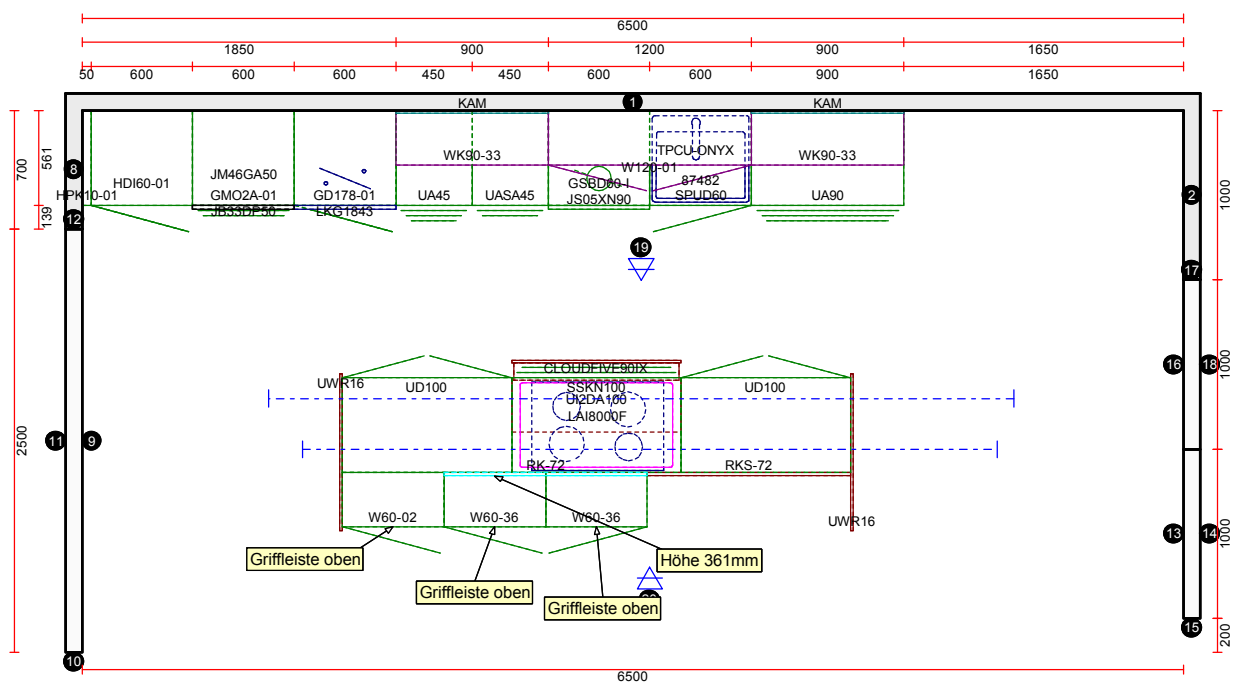 6500
1850 900 1200 900 1650
50 600 600 600 450 450 600 600 900 1650
1
KAM KAM
700
561
139
2500
8
12
11
9
10
HPK10-01
HDI60-01
JM46GA50
GMO2A-01
JB33DP50
GD178-01
LKG1843
WK90-33
UA45
UASA45
W120-01
GSBD60-I
JS05XN90
TPCU-ONYX
87482
SPUD60
WK90-33
UA90
2
17
16
18
13
14
15
1000
1000
1000
200
19
UWR16
UD100
CLOUDFIVE90IX
SSKN100
UI2DA100
LAI8000F
UD100
RK-72
RKS-72
W60-02
W60-36
W60-36
UWR16
Griffleiste oben
Griffleiste oben
Griffleiste oben
Höhe 361mm
6500